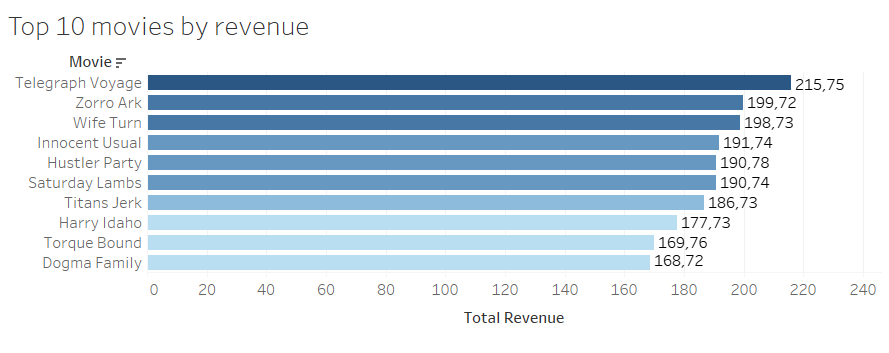 Top 10 movies by revenue
Movie
Telegraph Voyage 215,75
Zorro Ark 199,72
Wife Turn 198,73
Innocent Usual 191,74
Hustler Party 190,78
Saturday Lambs 190,74
Titans Jerk 186,73
Harry Idaho 177,73
Torque Bound 169,76
Dogma Family 168,72
0 20 40 60 80 100 120 140 160 180 200 220 240
Total Revenue